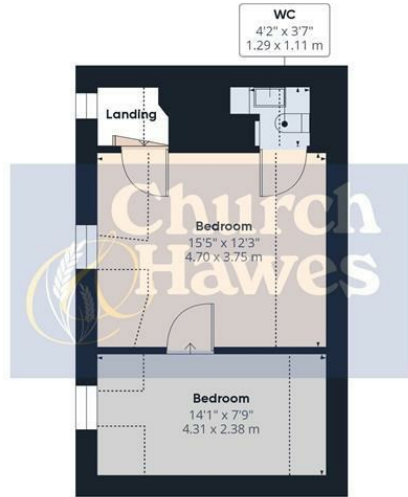 WC
4'2" x 3'7"
1.29 x 1.11 m
Landing
Church
Hawes
Bedroom
15'5" x 12'3"
4.70 x 3.75 m
Bedroom
14'1" x 7'9"
4.31 x 2.38 m